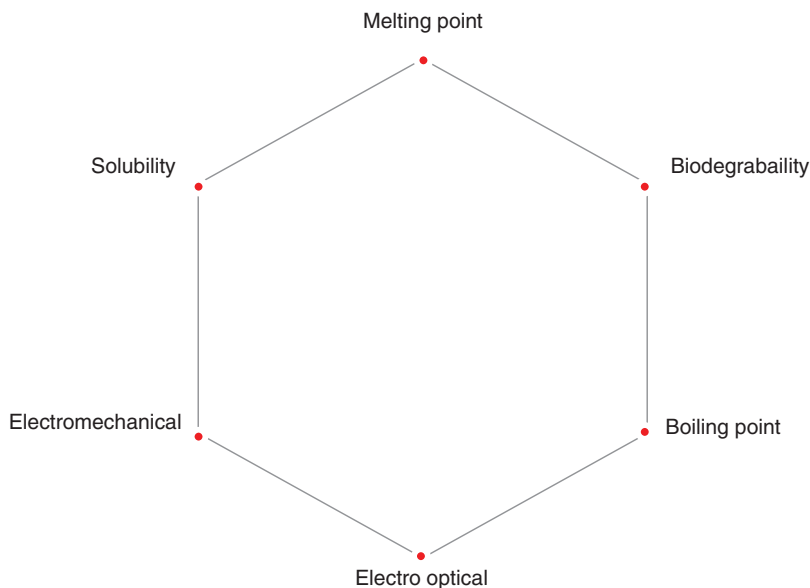 Melting point
Solubility
Biodegrabaility
Electromechanical
Boiling point
Electro optical